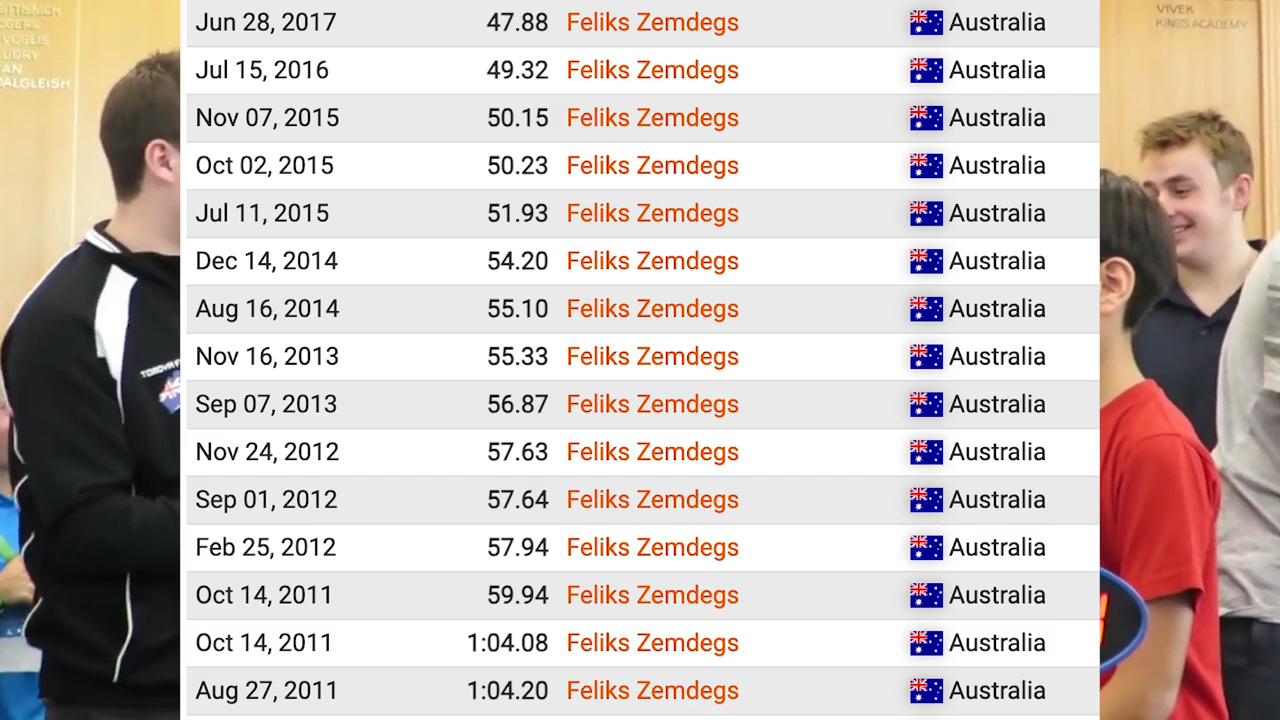 Jun 28, 2017 47.88 Feliks Zemdegs Australia
Jul 15, 2016 49.32 Feliks Zemdegs Australia
Nov 07, 2015 50.15 Feliks Zemdegs Australia
Oct 02, 2015 50.23 Feliks Zemdegs Australia
Jul 11, 2015 51.93 Feliks Zemdegs Australia
Dec 14, 2014 54.20 Feliks Zemdegs Australia
Aug 16, 2014 55.10 Feliks Zemdegs Australia
Nov 16, 2013 55.33 Feliks Zemdegs Australia
Sep 07, 2013 56.87 Feliks Zemdegs Australia
Nov 24, 2012 57.63 Feliks Zemdegs Australia
Sep 01, 2012 57.64 Feliks Zemdegs Australia
Feb 25, 2012 57.94 Feliks Zemdegs Australia
Oct 14, 2011 59.94 Feliks Zemdegs Australia
Oct 14, 2011 1:04.08 Feliks Zemdegs Australia
Aug 27, 2011 1:04.20 Feliks Zemdegs Australia
VIVEK
KINGS ACADEMY